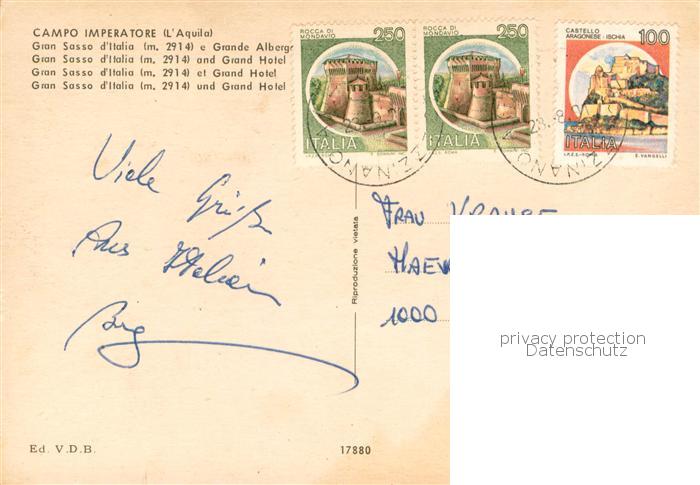 CAMPO IMPERATORE (L'Aquila)
Gran Sasso d'Italia (m. 2914) e Grande Alberg
Gran Sasso d'Italia (m. 2914) and Grand Hotel
Gran Sasso d'Italia (m. 2914) et Grand Hotel
Gran Sasso d'Italia (m. 2914) und Grand Hotel
ROCCA DI MONDAVIO 250
ITALIA
ROCCA DI MONDAVIO 250
ITALIA
I.P.Z.S. ROMA
CASTELLO ARAGONESE - ISCHIA 100
ITALIA
I.P.Z.S. ROMA E. VANGELLI
Viele
Grüße
Aus Italien
FRAU
1000
Riproduzione vietata
privacy protection
Datenschutz
Ed. V.D.B.
17880